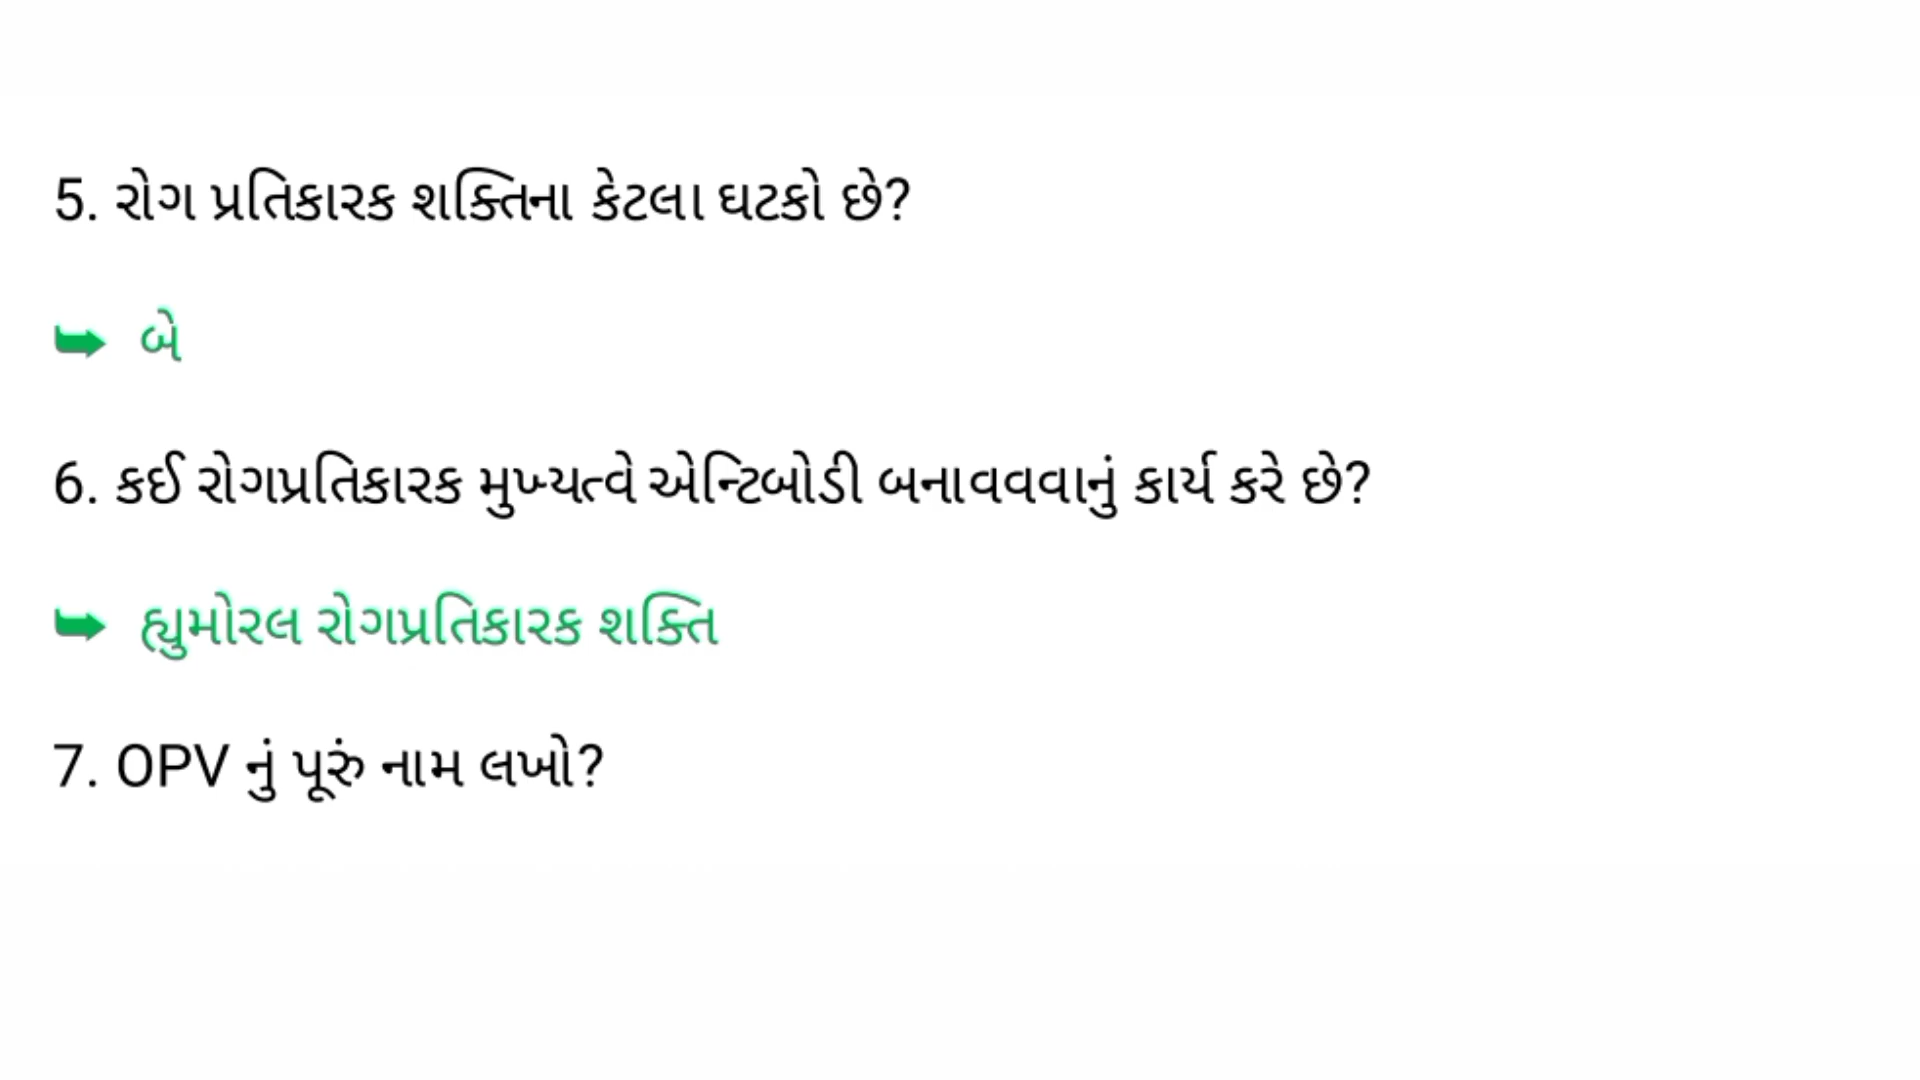 5. રોગ પ્રતિકારક શક્તિના કેટલા ઘટકો છે?
➥ બે
6. કઈ રોગપ્રતિકારક મુખ્યત્વે એન્ટિબોડી બનાવવવાનું કાર્ય કરે છે?
➥ હ્યુમોરલ રોગપ્રતિકારક શક્તિ
7. OPV નું પૂરું નામ લખો?